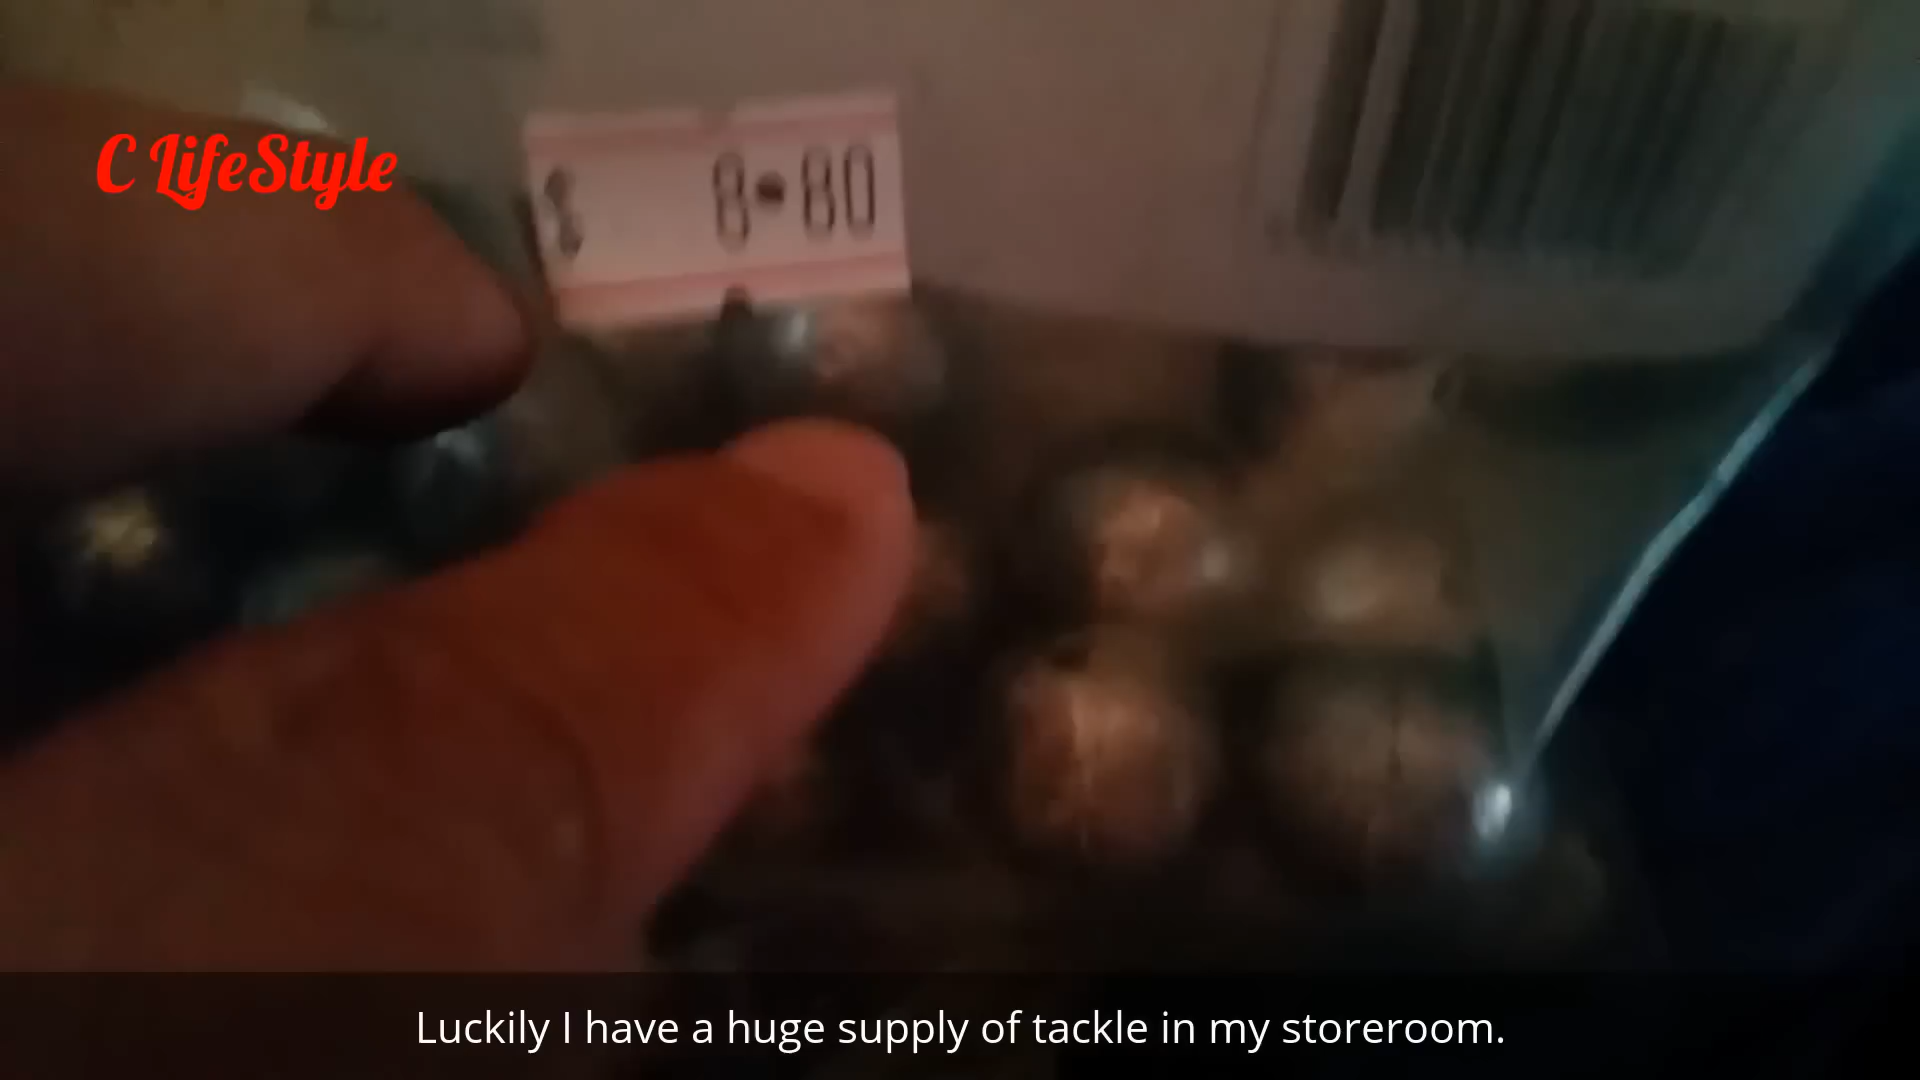 C LifeStyle
$ 8•80
Luckily I have a huge supply of tackle in my storeroom.